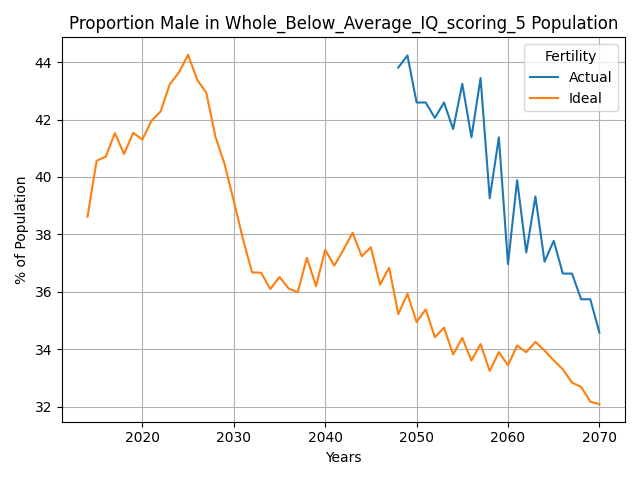 Proportion Male in Whole_Below_Average_IQ_scoring_5 Population
Fertility
Actual
Ideal
% of Population
44
42
40
38
36
34
32
2020
2030
2040
2050
2060
2070
Years